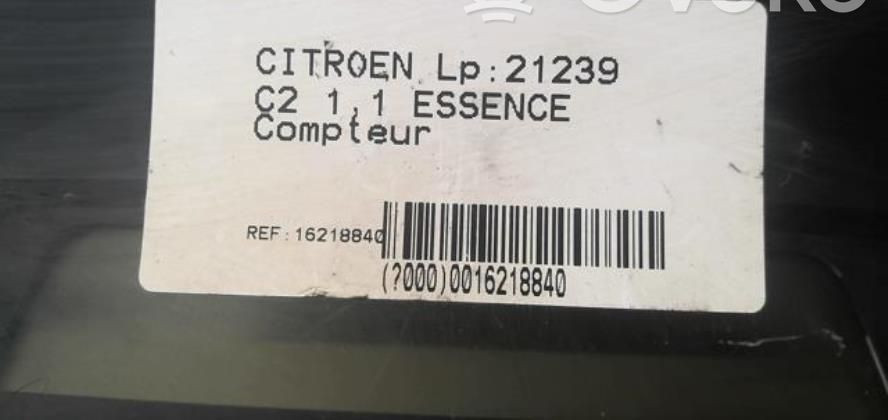 CITROEN Lp:21239
C2 1,1 ESSENCE
Compteur
REF:16218840
(?000)0016218840